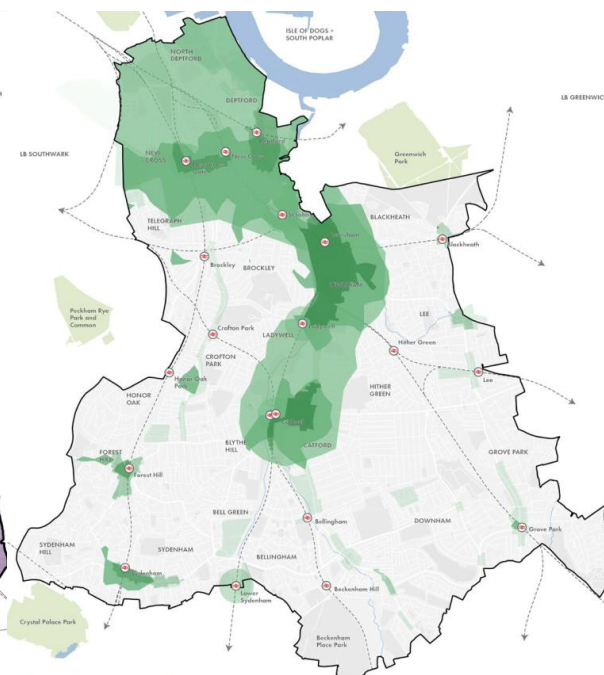 ISLE OF DOGS +
SOUTH POPLAR
NORTH
DEPTFORD
LB GREENWIC
DEPTFORD
LB SOUTHWARK
NEW
CROSS
Greenwich
Park
TELEGRAPH
HILL
BLACKHEATH
Blackheath
Brockley
BROCKLEY
Peckham Rye
Park and
Common
LEE
Crofton Park
LADYWELL
Hither Green
CROFTON
PARK
Honor Oak
Park
Lee
HITHER
GREEN
HONOR
OAK
BLYTHE
HILL
CATFORD
GROVE PARK
FOREST
Forest Hill
BELL GREEN
Bellingham
DOWNHAM
Grove Park
SYDENHAM
HILL
SYDENHAM
BELLINGHAM
Lower
Sydenham
Beckenham Hill
Crystal Palace Park
Beckenham
Place Park